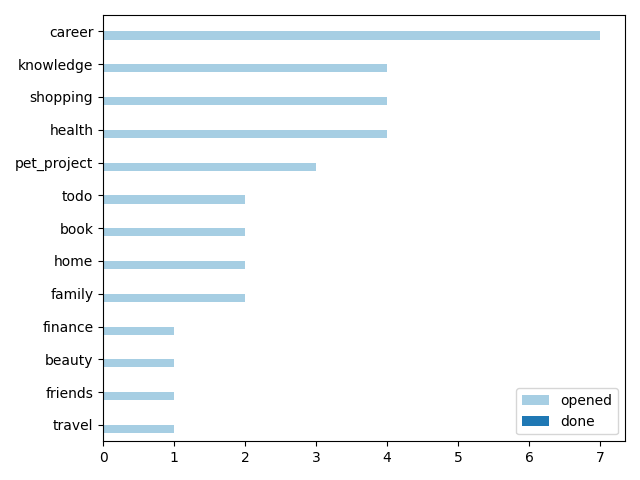 career
knowledge
shopping
health
pet_project
todo
book
home
family
finance
beauty
friends
travel
opened
done
0 1 2 3 4 5 6 7